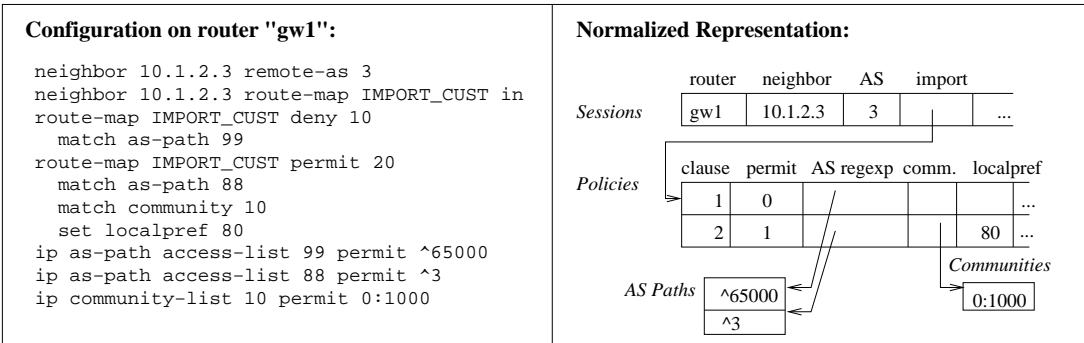 Configuration on router "gw1":
neighbor 10.1.2.3 remote-as 3
neighbor 10.1.2.3 route-map IMPORT_CUST in
route-map IMPORT_CUST deny 10
match as-path 99
route-map IMPORT_CUST permit 20
match as-path 88
match community 10
set localpref 80
ip as-path access-list 99 permit ^65000
ip as-path access-list 88 permit ^3
ip community-list 10 permit 0:1000
Normalized Representation:
router neighbor AS import
Sessions gw1 10.1.2.3 3 ...
clause permit AS regexp comm. localpref
Policies
1 0 ...
2 1 80 ...
Communities
AS Paths ^65000 0:1000
^3